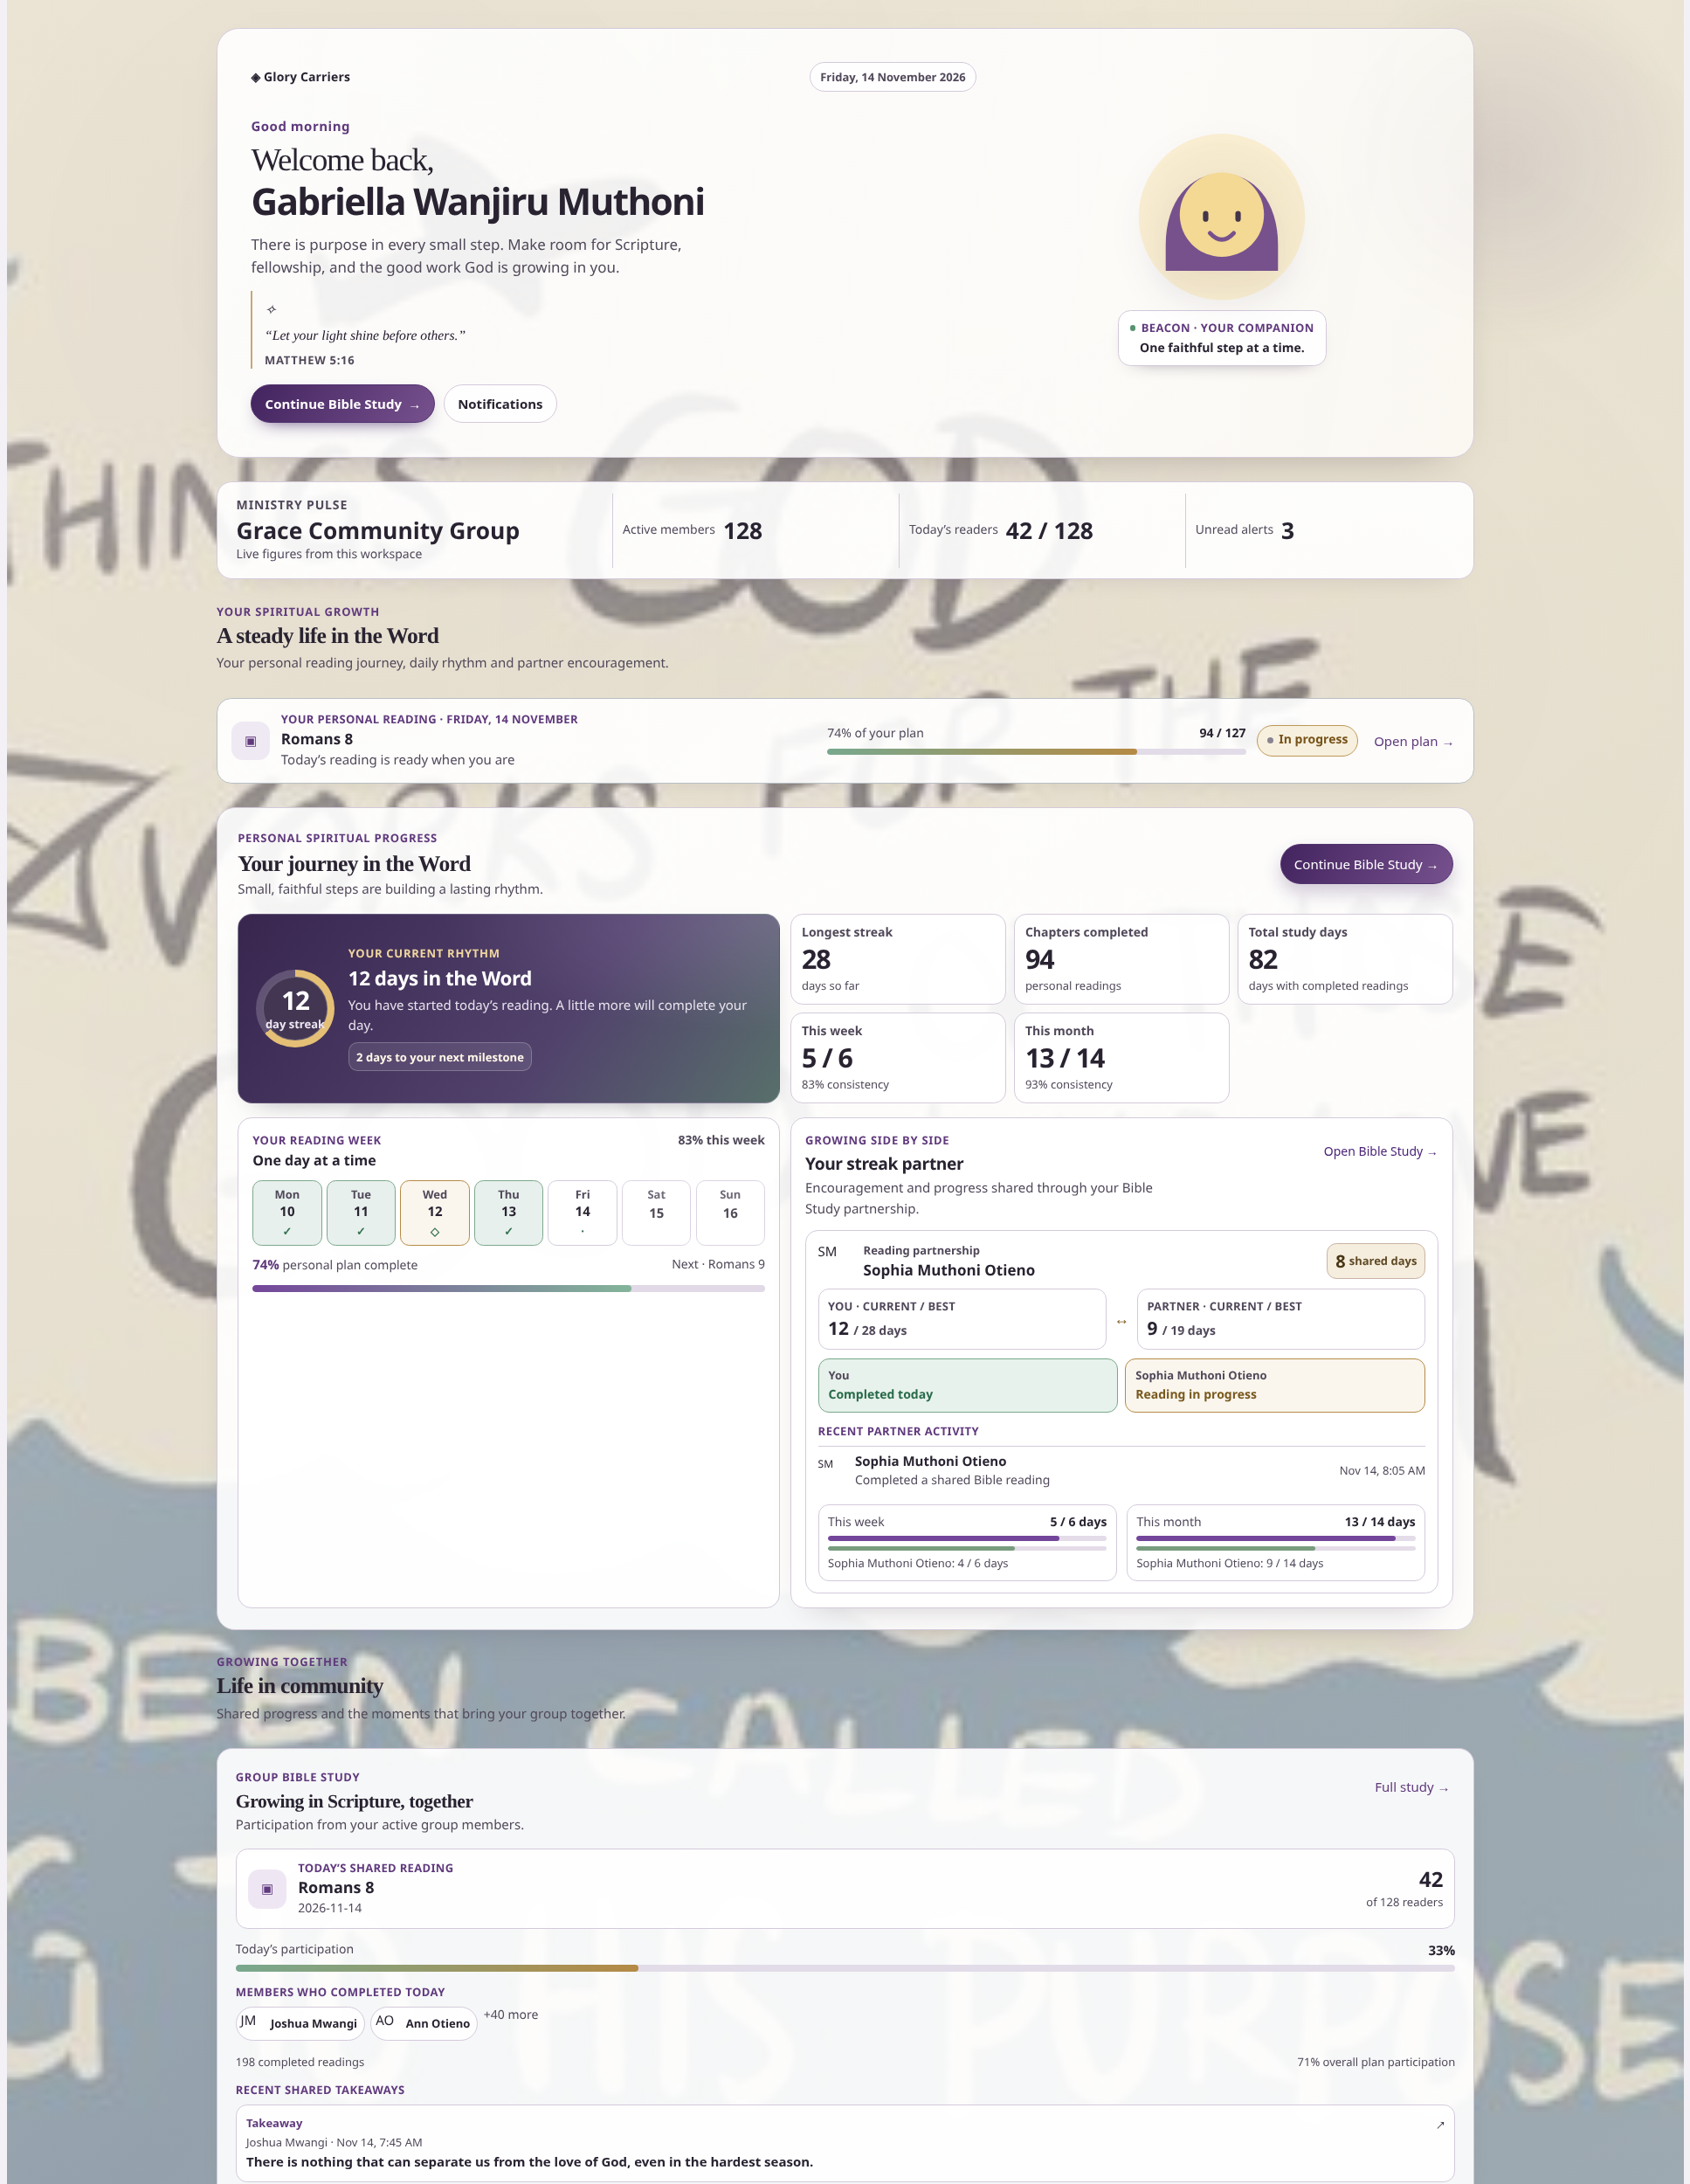 ◈ Glory Carriers
Friday, 14 November 2026
Good morning
Welcome back,
Gabriella Wanjiru Muthoni
There is purpose in every small step. Make room for Scripture,
fellowship, and the good work God is growing in you.
✧
“Let your light shine before others.”
MATTHEW 5:16
Continue Bible Study →
Notifications
BEACON · YOUR COMPANION
One faithful step at a time.
THINGS GOD
MINISTRY PULSE
Grace Community Group
Live figures from this workspace
Active members 128
Today’s readers 42 / 128
Unread alerts 3
YOUR SPIRITUAL GROWTH
A steady life in the Word
Your personal reading journey, daily rhythm and partner encouragement.
WORKS FOR THE
YOUR PERSONAL READING · FRIDAY, 14 NOVEMBER
Romans 8
Today’s reading is ready when you are
74% of your plan
94 / 127
In progress
Open plan →
PERSONAL SPIRITUAL PROGRESS
Your journey in the Word
Small, faithful steps are building a lasting rhythm.
Continue Bible Study →
12
day streak
YOUR CURRENT RHYTHM
12 days in the Word
You have started today’s reading. A little more will complete your
day.
2 days to your next milestone
Longest streak
28
days so far
Chapters completed
94
personal readings
Total study days
82
days with completed readings
This week
5 / 6
83% consistency
This month
13 / 14
93% consistency
YOUR READING WEEK
One day at a time
83% this week
Mon 10 ✓
Tue 11 ✓
Wed 12 ◇
Thu 13 ✓
Fri 14 ·
Sat 15
Sun 16
74% personal plan complete
Next · Romans 9
GROWING SIDE BY SIDE
Your streak partner
Encouragement and progress shared through your Bible
Study partnership.
Open Bible Study →
SM
Reading partnership
Sophia Muthoni Otieno
8 shared days
YOU · CURRENT / BEST
12 / 28 days
↔
PARTNER · CURRENT / BEST
9 / 19 days
You
Completed today
Sophia Muthoni Otieno
Reading in progress
RECENT PARTNER ACTIVITY
SM
Sophia Muthoni Otieno
Completed a shared Bible reading
Nov 14, 8:05 AM
This week
5 / 6 days
Sophia Muthoni Otieno: 4 / 6 days
This month
13 / 14 days
Sophia Muthoni Otieno: 9 / 14 days
GROWING TOGETHER
Life in community
Shared progress and the moments that bring your group together.
BEEN CALLED
GROUP BIBLE STUDY
Growing in Scripture, together
Participation from your active group members.
Full study →
TODAY’S SHARED READING
Romans 8
2026-11-14
42
of 128 readers
Today’s participation
33%
MEMBERS WHO COMPLETED TODAY
JM Joshua Mwangi
AO Ann Otieno
+40 more
HIS PURPOSE
198 completed readings
71% overall plan participation
RECENT SHARED TAKEAWAYS
Takeaway
↗
Joshua Mwangi · Nov 14, 7:45 AM
There is nothing that can separate us from the love of God, even in the hardest season.